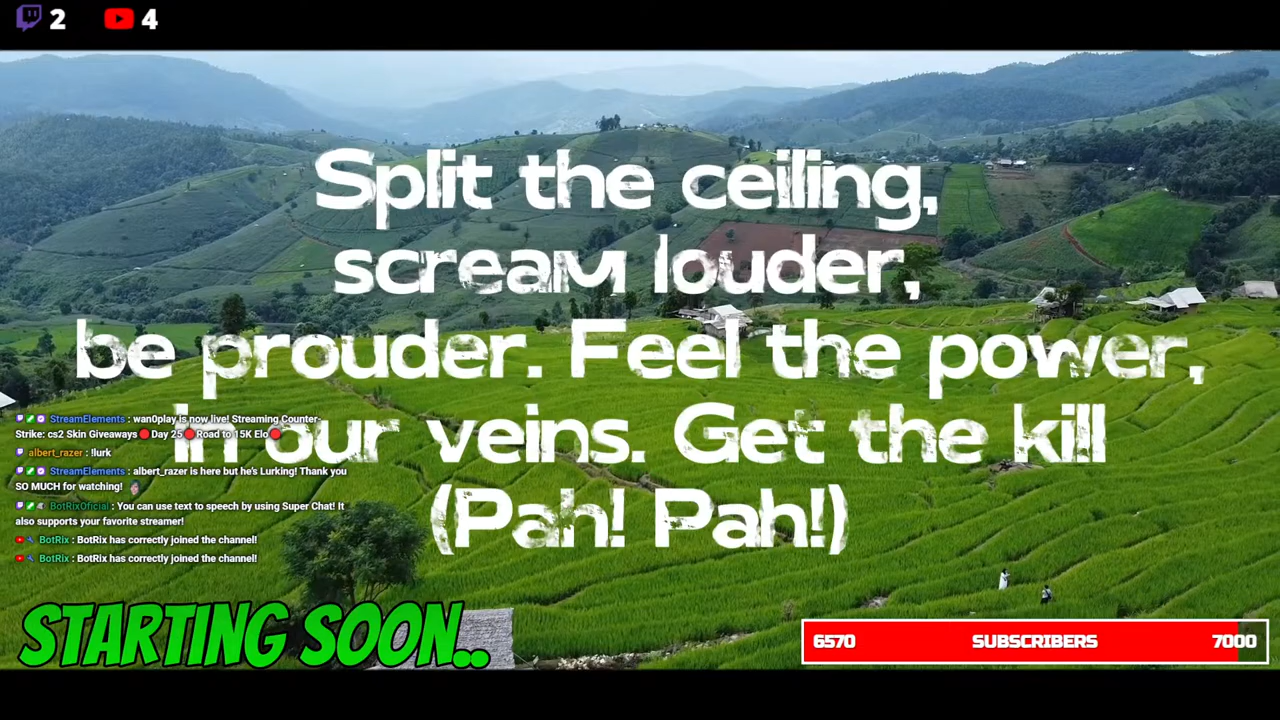 2 4
Split the ceiling,
scream louder,
be prouder. Feel the power,
in our veins. Get the kill
(Pah! Pah!)
StreamElements : wan0play is now live! Streaming Counter-
Strike: cs2 Skin Giveaways🔴Day 25🔴Road to 15K Elo🔴
albert_razer : !lurk
StreamElements : albert_razer is here but he's Lurking! Thank you
SO MUCH for watching!
BotRixOficial : You can use text to speech by using Super Chat! It
also supports your favorite streamer!
BotRix : BotRix has correctly joined the channel!
BotRix : BotRix has correctly joined the channel!
STARTING SOON..
6570 SUBSCRIBERS 7000